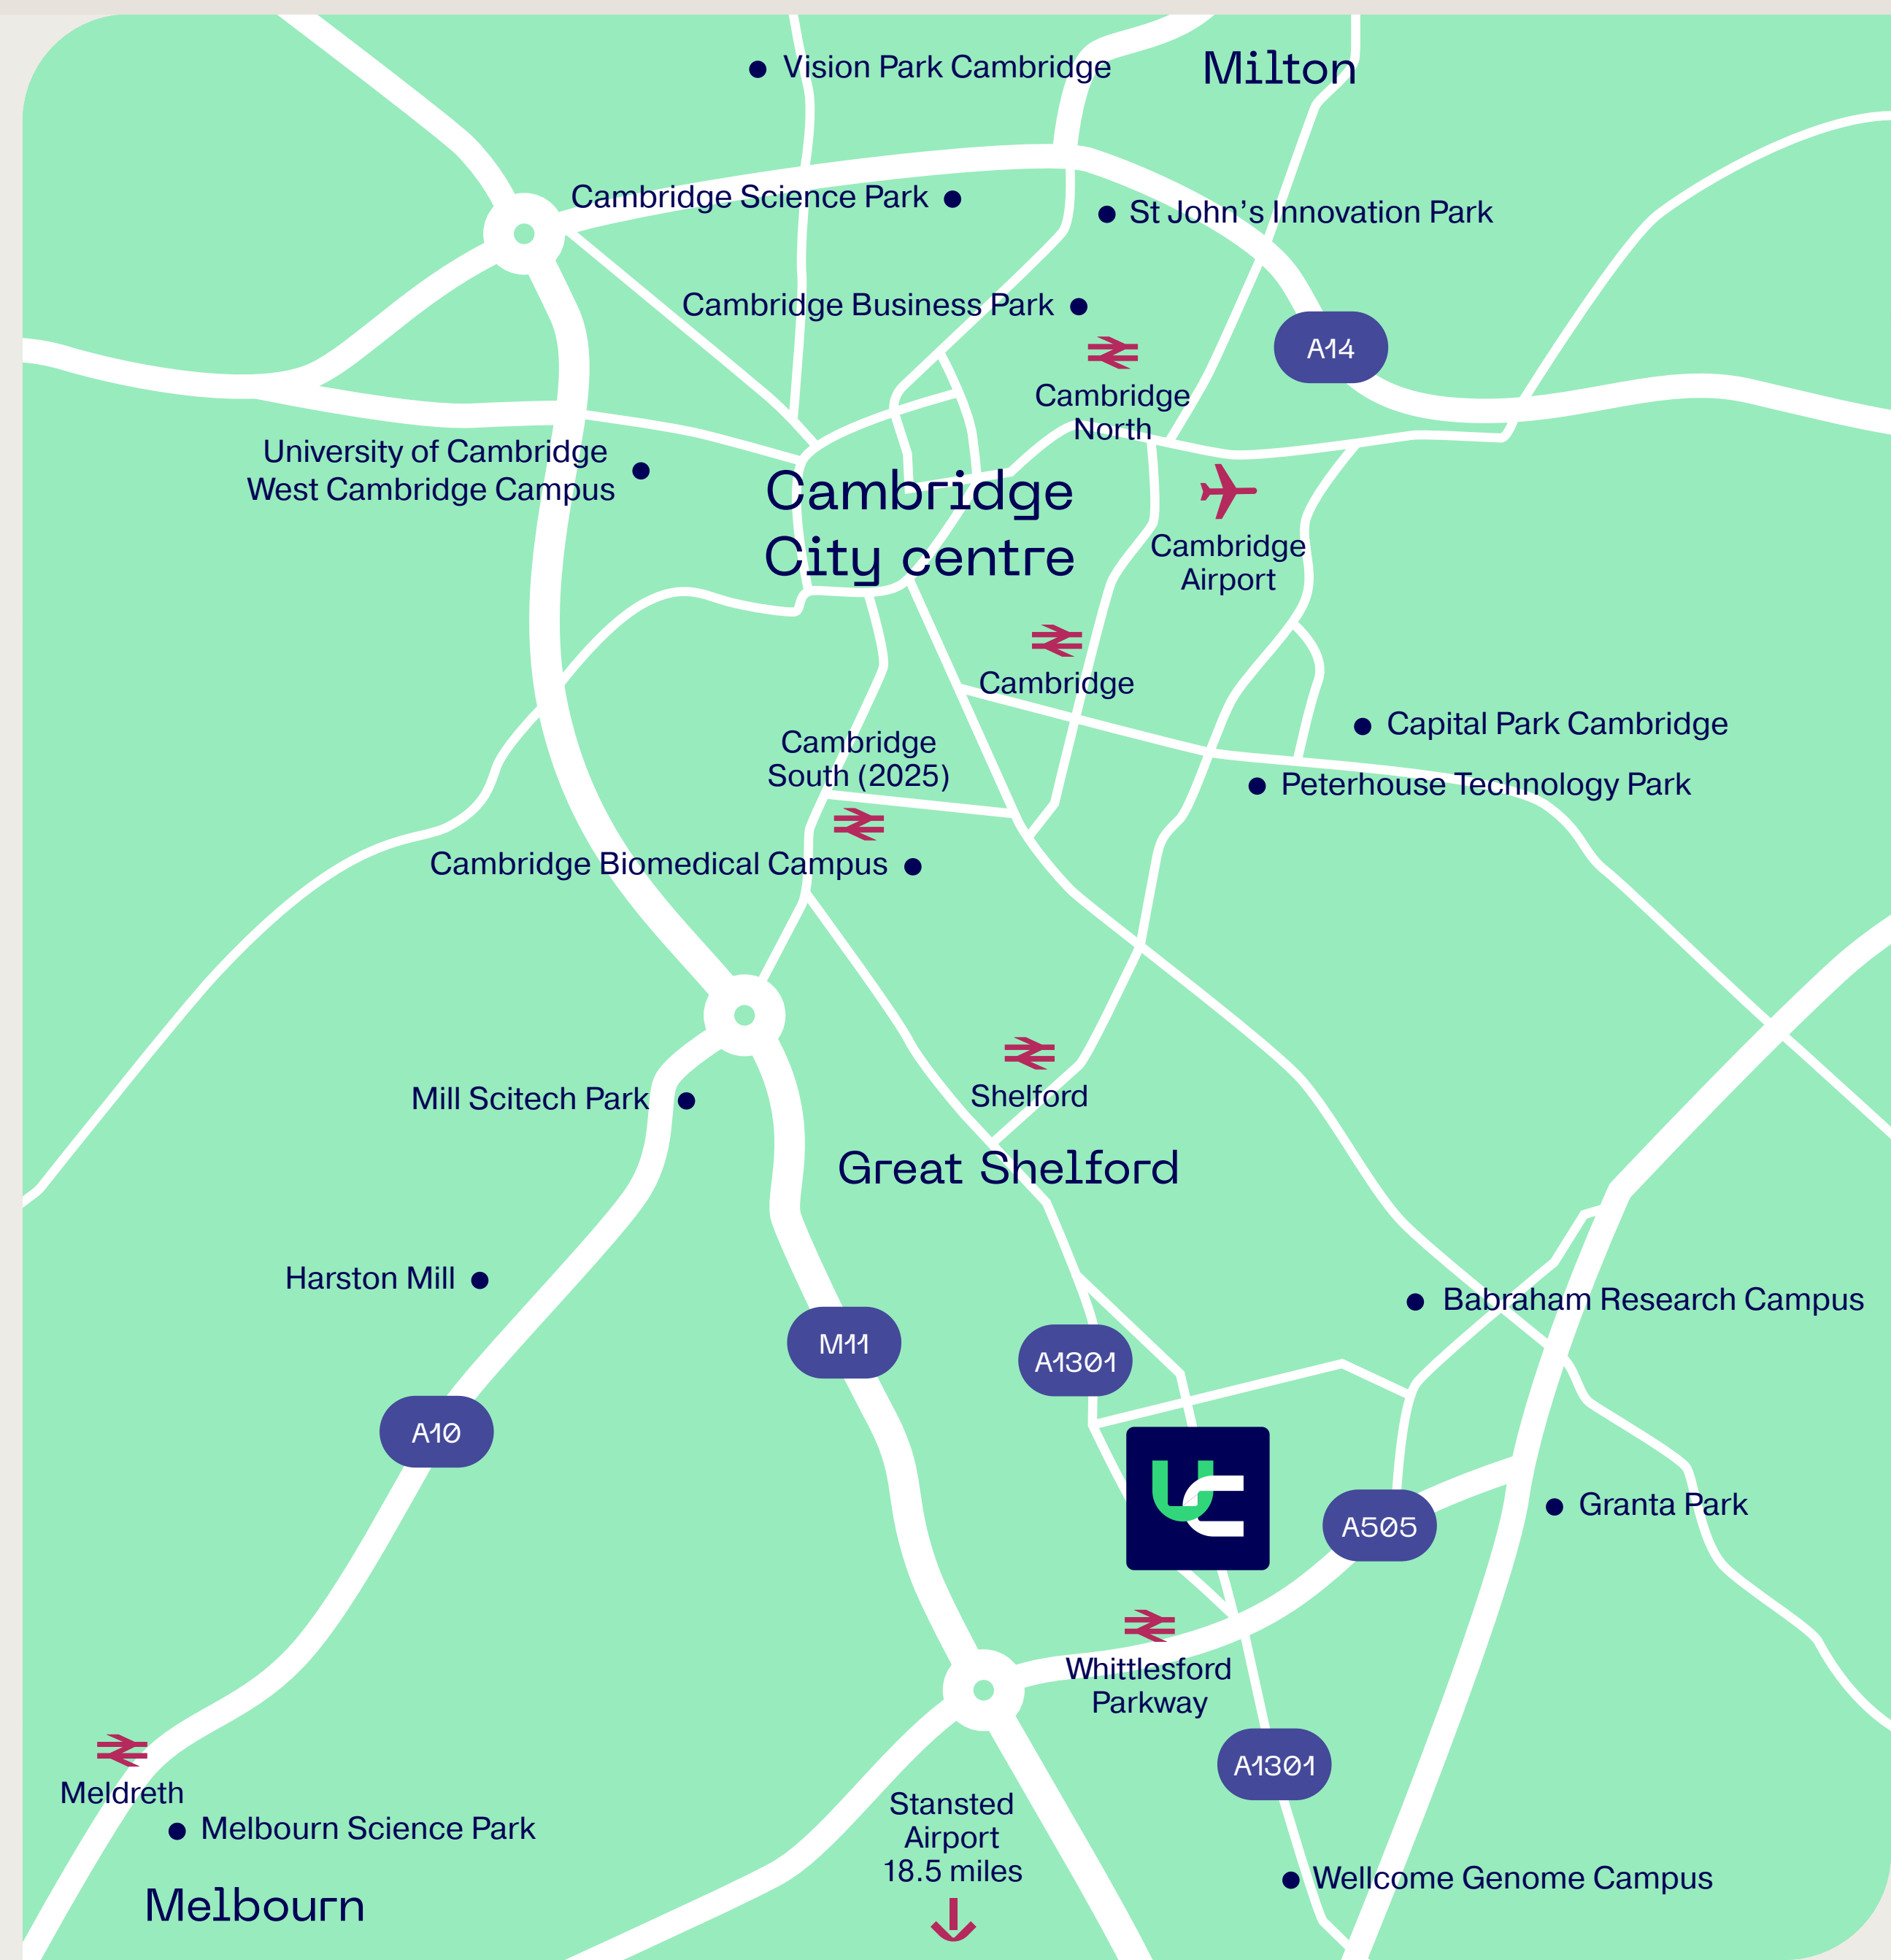 Vision Park Cambridge
Milton
Cambridge Science Park
St John’s Innovation Park
Cambridge Business Park
A14
Cambridge
North
University of Cambridge
West Cambridge Campus
Cambridge
City centre
Cambridge
Airport
Cambridge
Capital Park Cambridge
Cambridge
South (2025)
Peterhouse Technology Park
Cambridge Biomedical Campus
Shelford
Mill Scitech Park
Great Shelford
Harston Mill
Babraham Research Campus
M11
A1301
A10
UC
Granta Park
A505
Whittlesford
Parkway
A1301
Meldreth
Stansted
Airport
18.5 miles
Melbourn Science Park
Wellcome Genome Campus
Melbourn